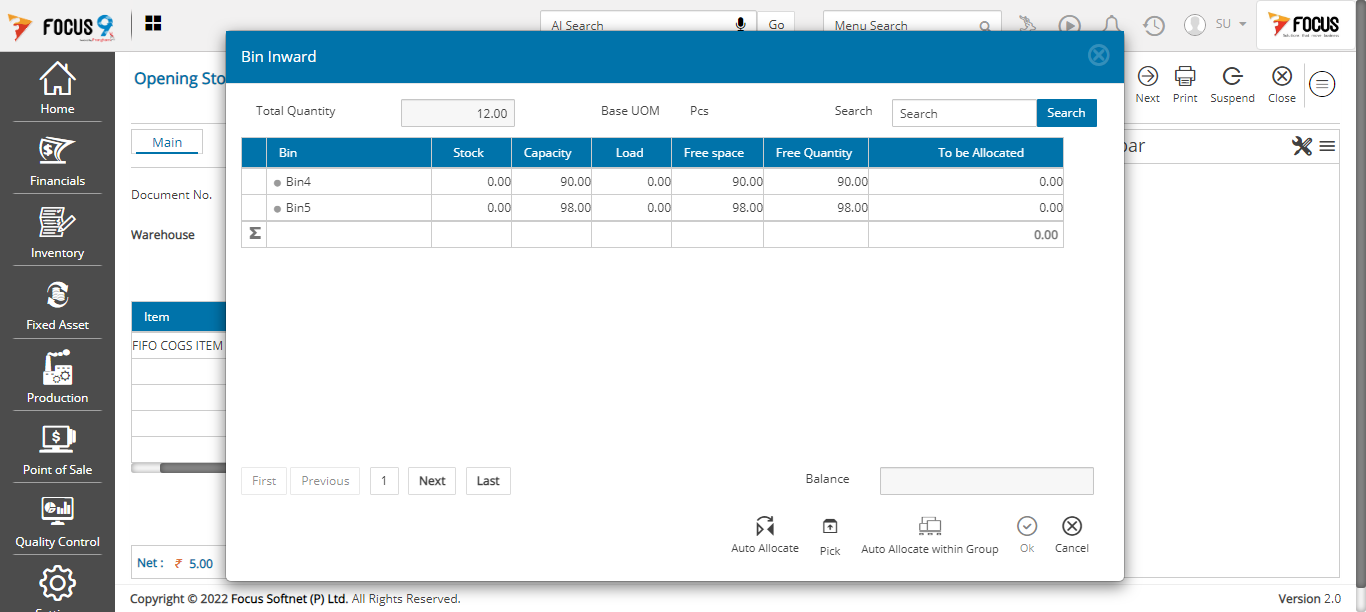 FOCUS 9
AI Search
Go
Menu Search
SU
FOCUS
Home
Financials
Inventory
Fixed Asset
Production
Point of Sale
Quality Control
Opening Sto
Next
Print
Suspend
Close
Main
bar
Document No.
Warehouse
Item
FIFO COGS ITEM
Net : ₹ 5.00
Bin Inward
Total Quantity 12.00 Base UOM Pcs Search Search Search
Bin Stock Capacity Load Free space Free Quantity To be Allocated
Bin4 0.00 90.00 0.00 90.00 90.00 0.00
Bin5 0.00 98.00 0.00 98.00 98.00 0.00
Σ 0.00
First Previous 1 Next Last Balance
Auto Allocate Pick Auto Allocate within Group Ok Cancel
Copyright © 2022 Focus Softnet (P) Ltd. All Rights Reserved. Version 2.0